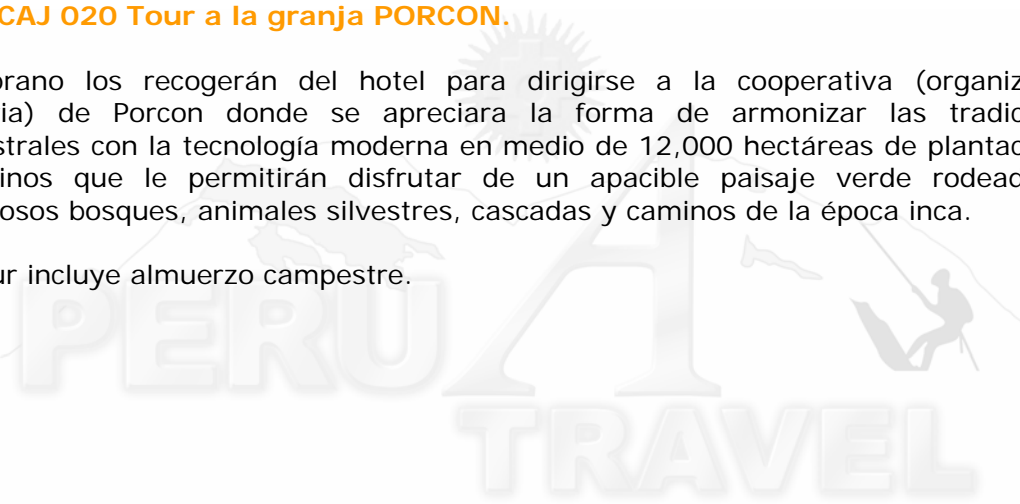 CAJ 020 Tour a la granja PORCON.
orano los recogerán del hotel para dirigirse a la cooperativa (organiz
ia) de Porcon donde se apreciara la forma de armonizar las tradic
strales con la tecnología moderna en medio de 12,000 hectáreas de plantac
inos que le permitirán disfrutar de un apacible paisaje verde rodead
osos bosques, animales silvestres, cascadas y caminos de la época inca.
ur incluye almuerzo campestre.
PERU A
TRAVEL